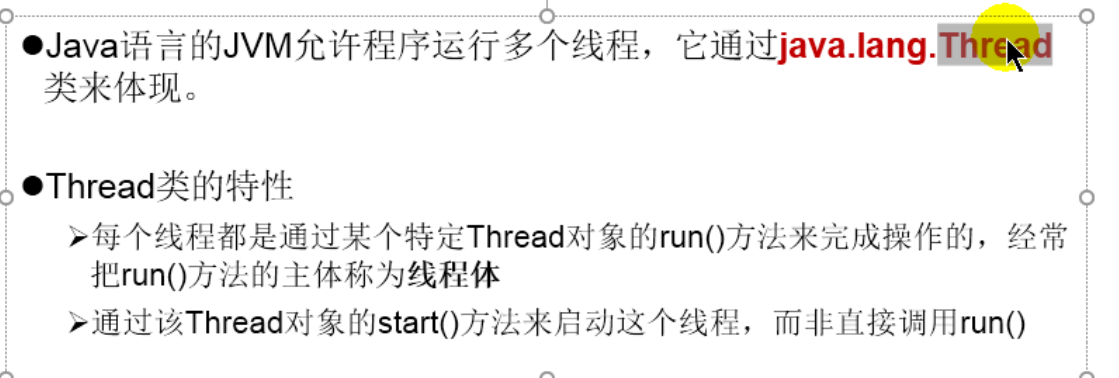 ●Java语言的JVM允许程序运行多个线程，它通过java.lang.Thread
类来体现。
●Thread类的特性
➢每个线程都是通过某个特定Thread对象的run()方法来完成操作的，经常
把run()方法的主体称为线程体
➢通过该Thread对象的start()方法来启动这个线程，而非直接调用run()